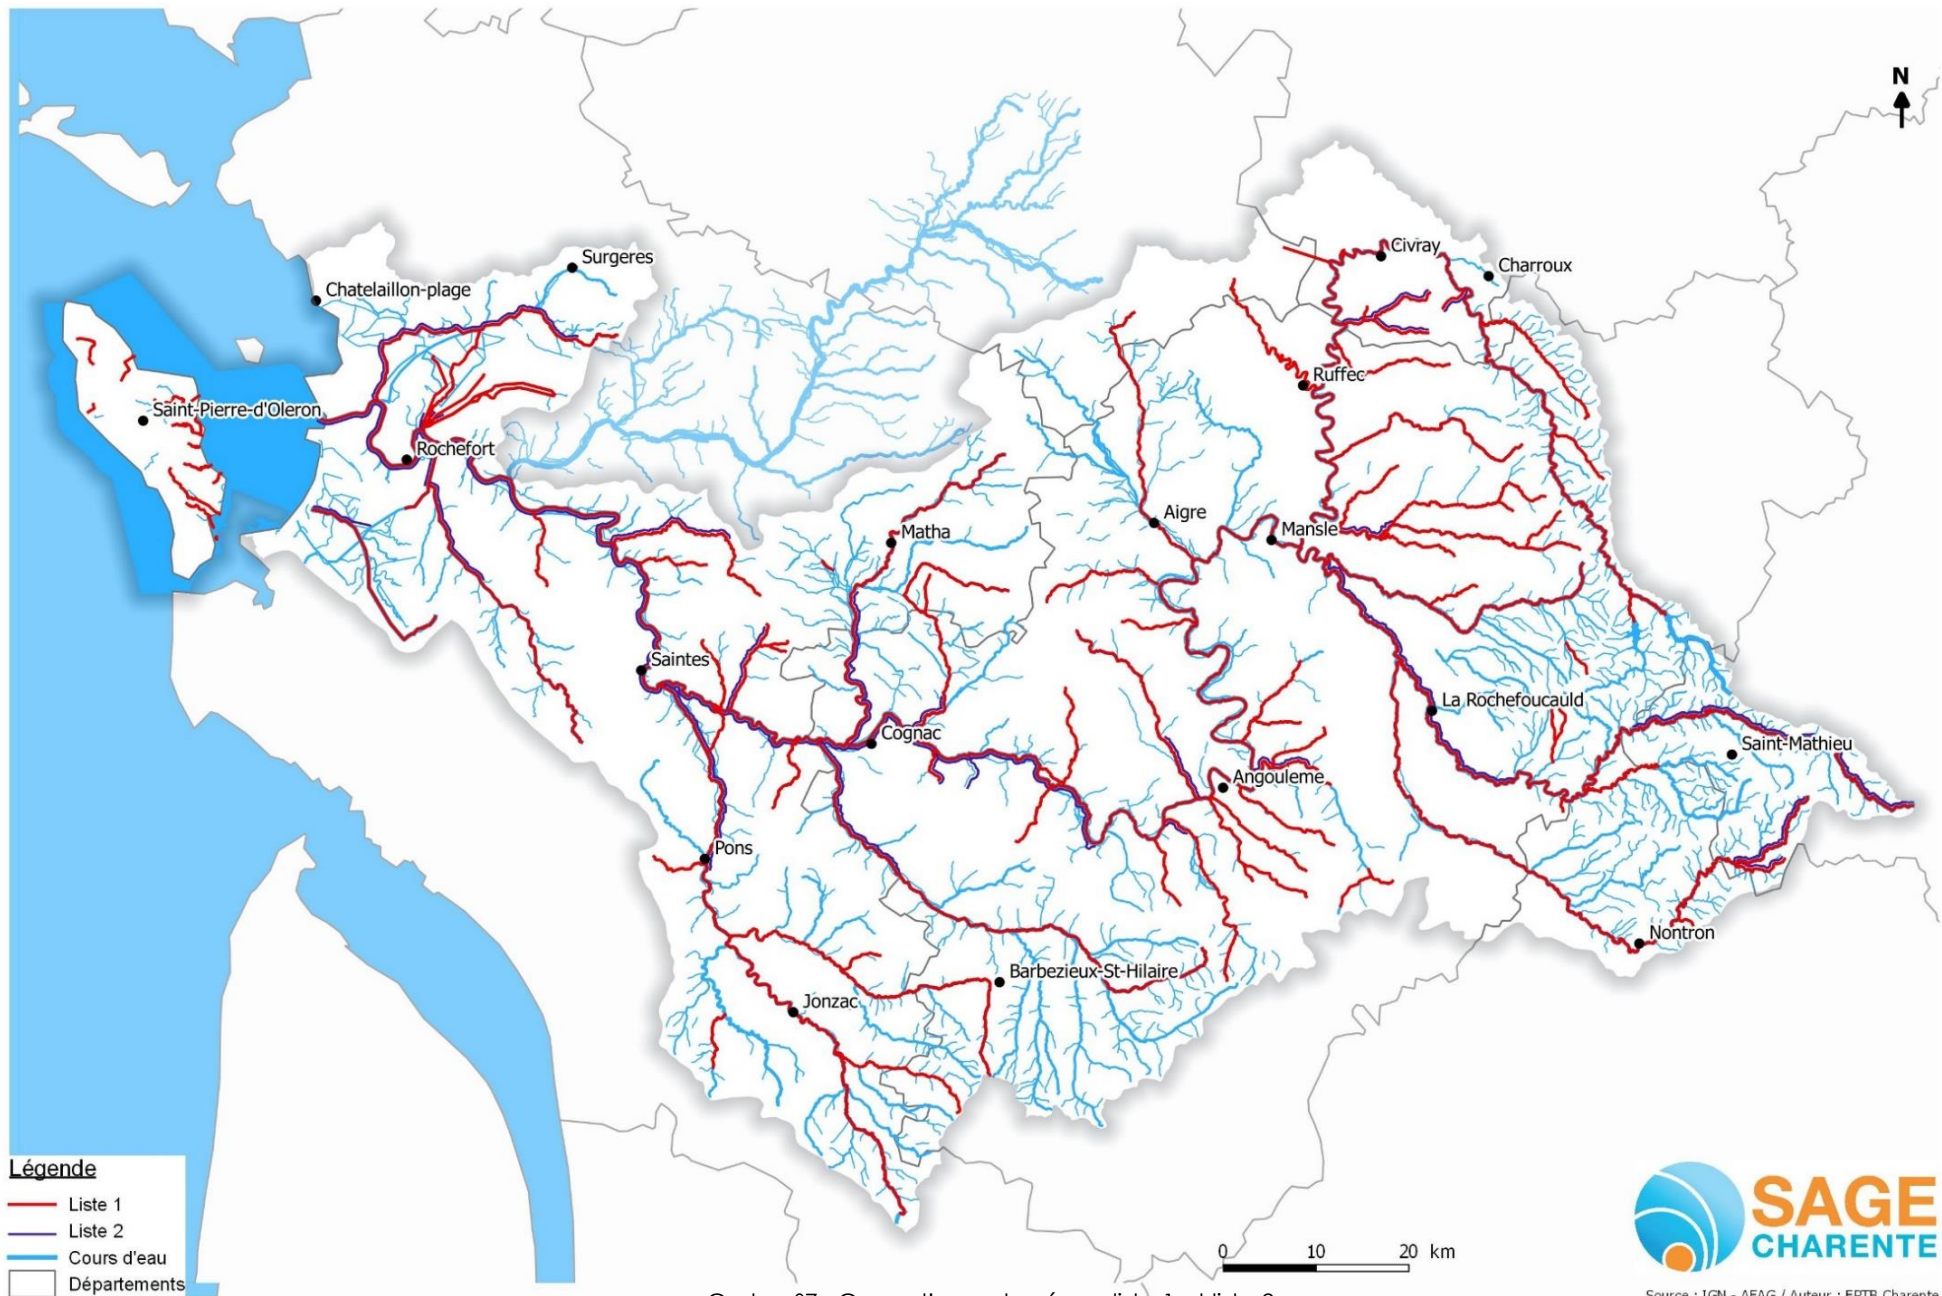 N
Civray
Surgeres
Charroux
Chatelaillon-plage
Ruffec
Saint-Pierre-d'Oleron
Rochefort
Aigre
Mansle
Matha
Saintes
La Rochefoucauld
Cognac
Saint-Mathieu
Angouleme
Pons
Nontron
Barbezieux-St-Hilaire
Jonzac
Légende
Liste 1
Liste 2
Cours d'eau
Départements
0 10 20 km
SAGE
CHARENTE